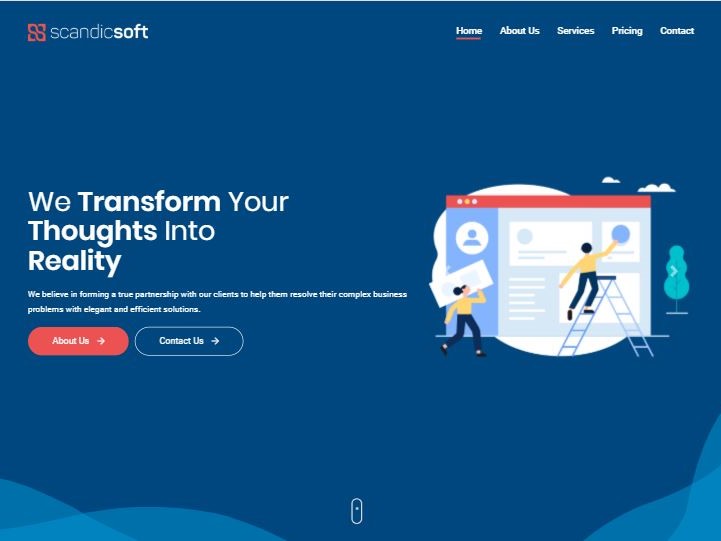 scandicsoft
Home About Us Services Pricing Contact
We Transform Your
Thoughts Into
Reality
We believe in forming a true partnership with our clients to help them resolve their complex business
problems with elegant and efficient solutions.
About Us
Contact Us